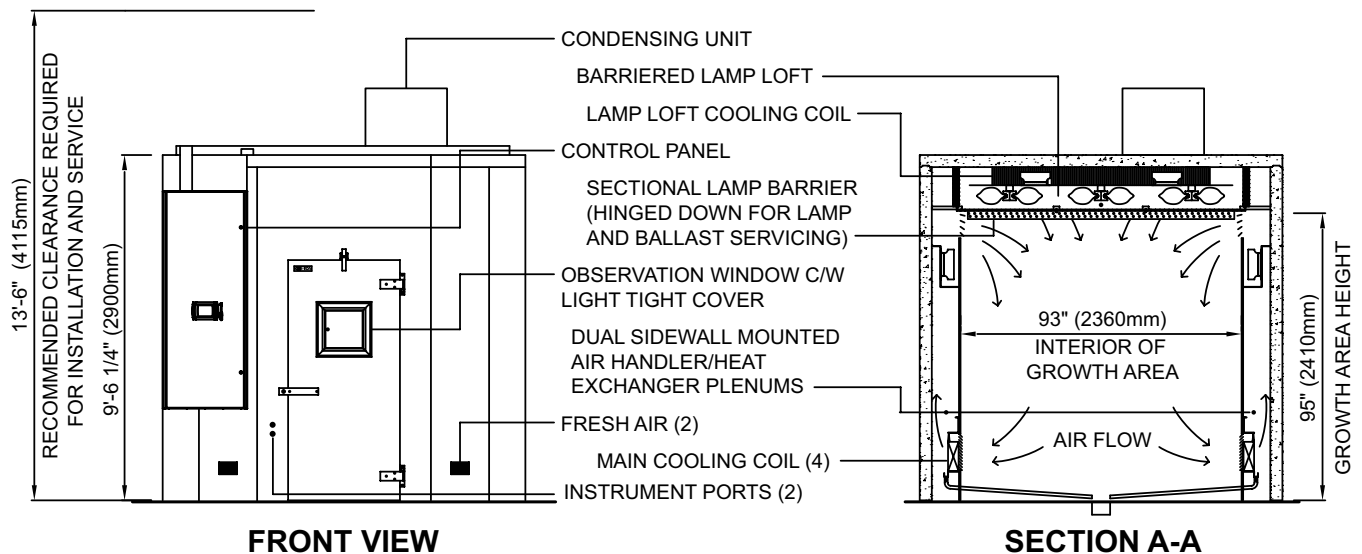 13'-6" (4115mm)
RECOMMENDED CLEARANCE REQUIRED
FOR INSTALLATION AND SERVICE
9'-6 1/4" (2900mm)
CONDENSING UNIT
BARRIERED LAMP LOFT
LAMP LOFT COOLING COIL
CONTROL PANEL
SECTIONAL LAMP BARRIER
(HINGED DOWN FOR LAMP
AND BALLAST SERVICING)
OBSERVATION WINDOW C/W
LIGHT TIGHT COVER
DUAL SIDEWALL MOUNTED
AIR HANDLER/HEAT
EXCHANGER PLENUMS
FRESH AIR (2)
MAIN COOLING COIL (4)
INSTRUMENT PORTS (2)
93" (2360mm)
INTERIOR OF
GROWTH AREA
AIR FLOW
95" (2410mm)
GROWTH AREA HEIGHT
FRONT VIEW
SECTION A-A